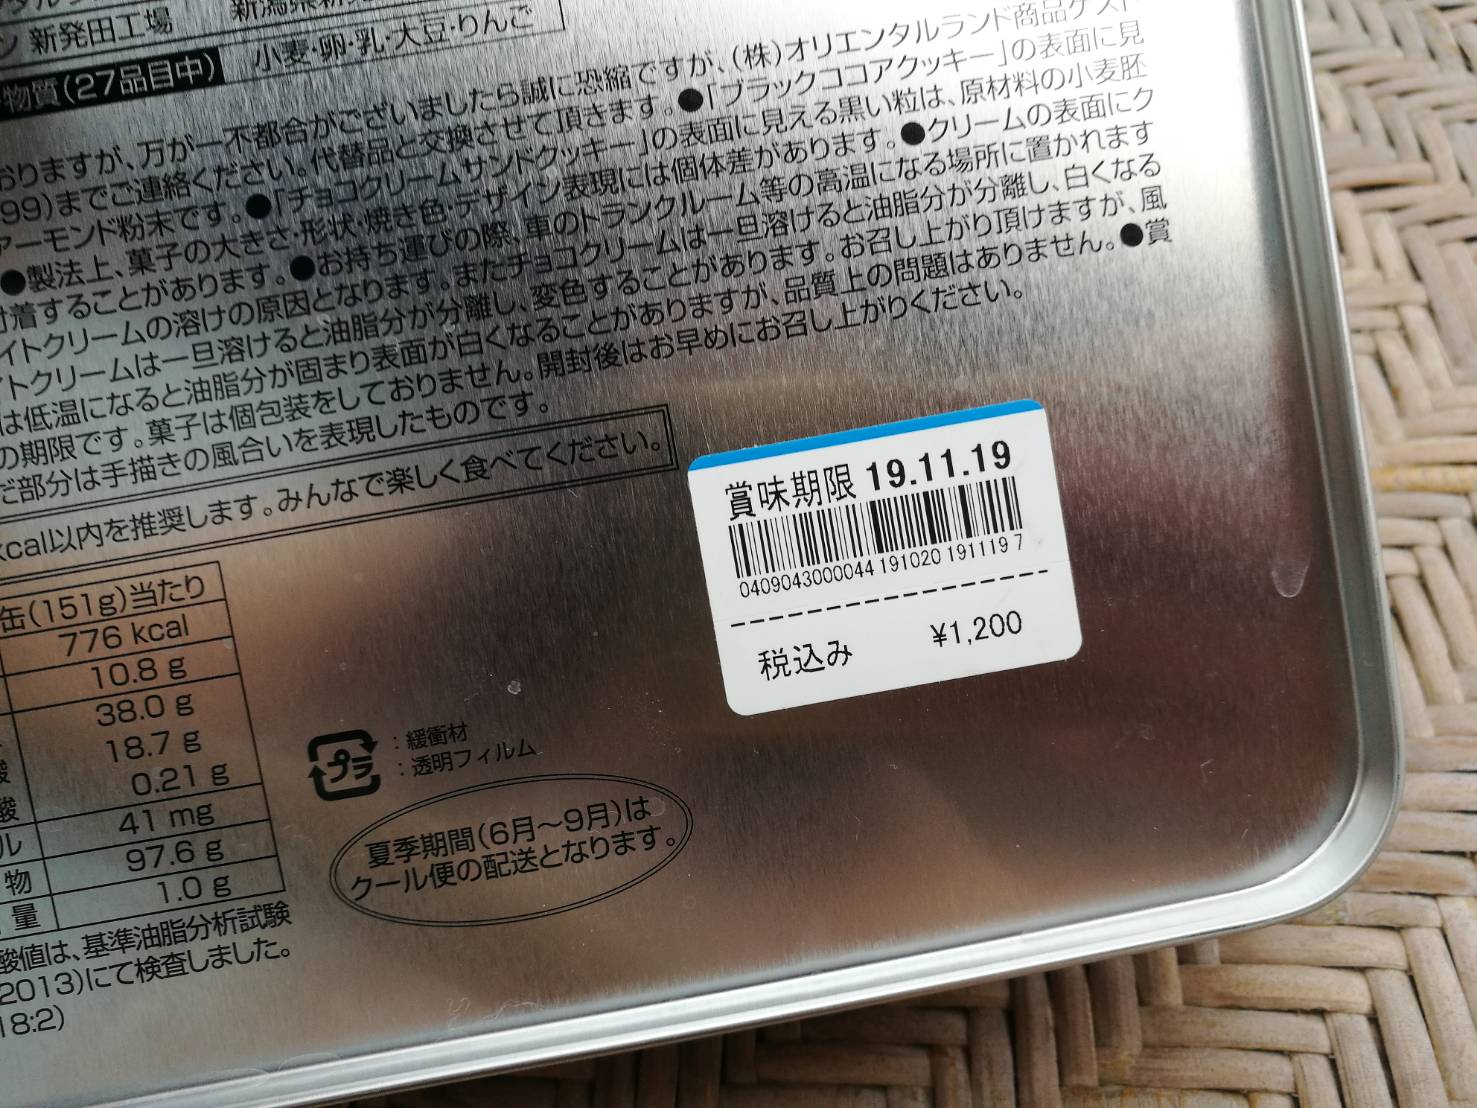 ン 新発田工場
物質(27品目中) 小麦・卵・乳・大豆・りんご
おりますが、万が一不都合がございましたら誠に恐縮ですが、(株)オリエンタルランド商品ゲスト
99)までご連絡ください。代替品と交換させて頂きます。●「ブラックココアクッキー」の表面に見
アーモンド粉末です。●「チョコクリームサンドクッキー」の表面に見える黒い粒は、原材料の小麦胚
●製法上、菓子の大きさ・形状・焼き色・デザイン表現には個体差があります。●クリームの表面にク
付着することがあります。●お持ち運びの際、車のトランクルーム等の高温になる場所に置かれます
イトクリームの溶けの原因となります。またチョコクリームは一旦溶けると油脂分が分離し、白くなる
イトクリームは一旦溶けると油脂分が分離し、変色することがあります。お召し上がり頂けますが、風
は低温になると油脂分が固まり表面が白くなることがありますが、品質上の問題はありません。●賞
の期限です。菓子は個包装をしておりません。開封後はお早めにお召し上がりください。
だ部分は手描きの風合いを表現したものです。
kcal以内を推奨します。みんなで楽しく食べてください。
缶(151g)当たり
776 kcal
10.8 g
38.0 g
18.7 g
酸 0.21 g
酸 41 mg
ル 97.6 g
物 1.0 g
量
酸値は、基準油脂分析試験
2013)にて検査しました。
18:2)
プラ
:緩衝材
:透明フィルム
夏季期間(6月～9月)は
クール便の配送となります。
賞味期限 19.11.19
0409043000044 191020 191119 7
税込み ¥1,200